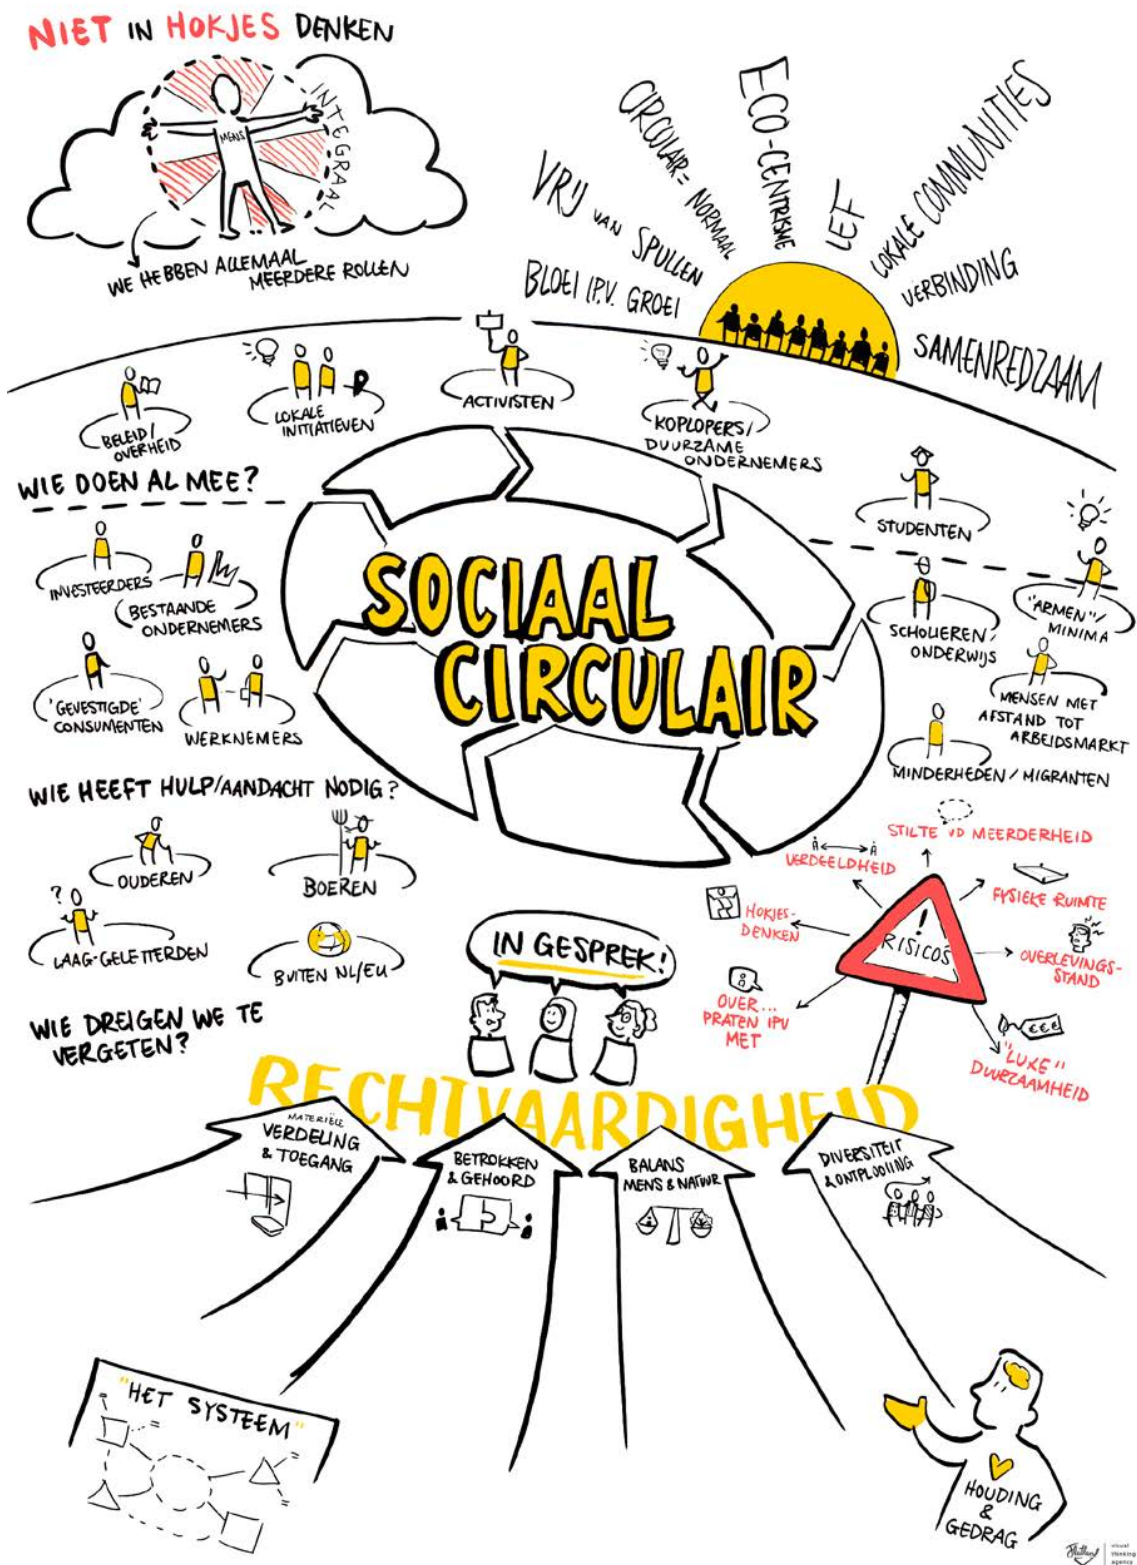 NIET IN HOKJES DENKEN
MENS
INTEGRAAL
WE HEBBEN ALLEMAAL
MEERDERE ROLLEN
BLOEI I.P.V. GROEI
VRIJ VAN SPULLEN
CIRCULAIR = NORMAAL
ECO-CENTRISME
LEF
LOKALE COMMUNITIES
VERBINDING
SAMENREDZAAM
BELEID/
OVERHEID
LOKALE
INITIATIEVEN
ACTIVISTEN
KOPLOPERS/
DUURZAME
ONDERNEMERS
STUDENTEN
WIE DOEN AL MEE?
INVESTEERDERS
BESTAANDE
ONDERNEMERS
'GEVESTIGDE'
CONSUMENTEN
WERKNEMERS
SOCIAAL
CIRCULAIR
SCHOLIEREN/
ONDERWIJS
"ARMEN"/
MINIMA
MENSEN MET
AFSTAND TOT
ARBEIDSMARKT
MINDERHEDEN/MIGRANTEN
WIE HEEFT HULP/AANDACHT NODIG?
OUDEREN
BOEREN
?
LAAG-GELETTERDEN
BUITEN NL/EU
WIE DREIGEN WE TE
VERGETEN?
IN GESPREK!
!
RISICOS
STILTE VD MEERDERHEID
VERDEELDHEID
FYSIEKE RUIMTE
HOKJES-
DENKEN
OVERLEVINGS-
STAND
OVER...
PRATEN IPV
MET
€€€
"LUXE"
DUURZAAMHEID
RECHTVAARDIGHEID
MATERIËLE
VERDELING
& TOEGANG
BETROKKEN
& GEHOORD
BALANS
MENS & NATUUR
DIVERSITEIT
& ONTPLOOIING
"HET SYSTEEM"
HOUDING
&
GEDRAG
visual
thinking
agency